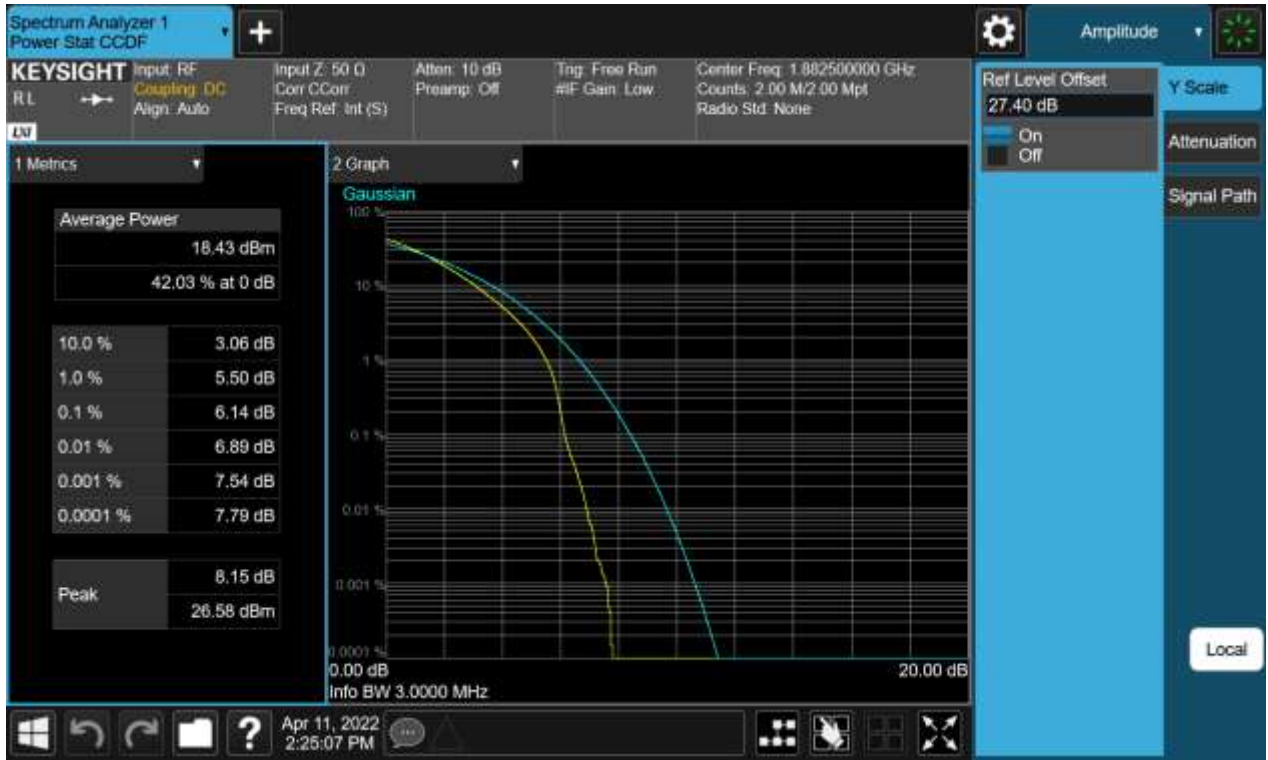 Spectrum Analyzer 1
Power Stat CCDF
+
Amplitude
KEYSIGHT
RL
LXI
Input: RF
Coupling: DC
Align: Auto
Input Z: 50 Ω
Corr CCorr
Freq Ref: Int (S)
Atten: 10 dB
Preamp: Off
Trig: Free Run
#IF Gain: Low
Center Freq: 1.882500000 GHz
Counts: 2.00 M/2.00 Mpt
Radio Std: None
Ref Level Offset
27.40 dB
On
Off
Y Scale
Attenuation
Signal Path
Local
1 Metrics
Average Power
18.43 dBm
42.03 % at 0 dB
10.0 % 3.06 dB
1.0 % 5.50 dB
0.1 % 6.14 dB
0.01 % 6.89 dB
0.001 % 7.54 dB
0.0001 % 7.79 dB
Peak
8.15 dB
26.58 dBm
2 Graph
Gaussian
100 %
10 %
1 %
0.1 %
0.01 %
0.001 %
0.0001 %
0.00 dB 20.00 dB
Info BW 3.0000 MHz
?
Apr 11, 2022
2:25:07 PM